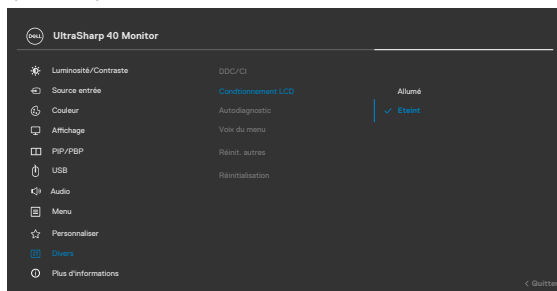 DELL UltraSharp 40 Monitor
Luminosité/Contraste
DDC/CI
Source entrée
Condtionnement LCD
Allumé
Couleur
Autodiagnostic
Eteint
Affichage
Voix du menu
PIP/PBP
Réinit. autres
USB
Réinitialisation
Audio
Menu
Personnaliser
Divers
Plus d'informations
< Quitter